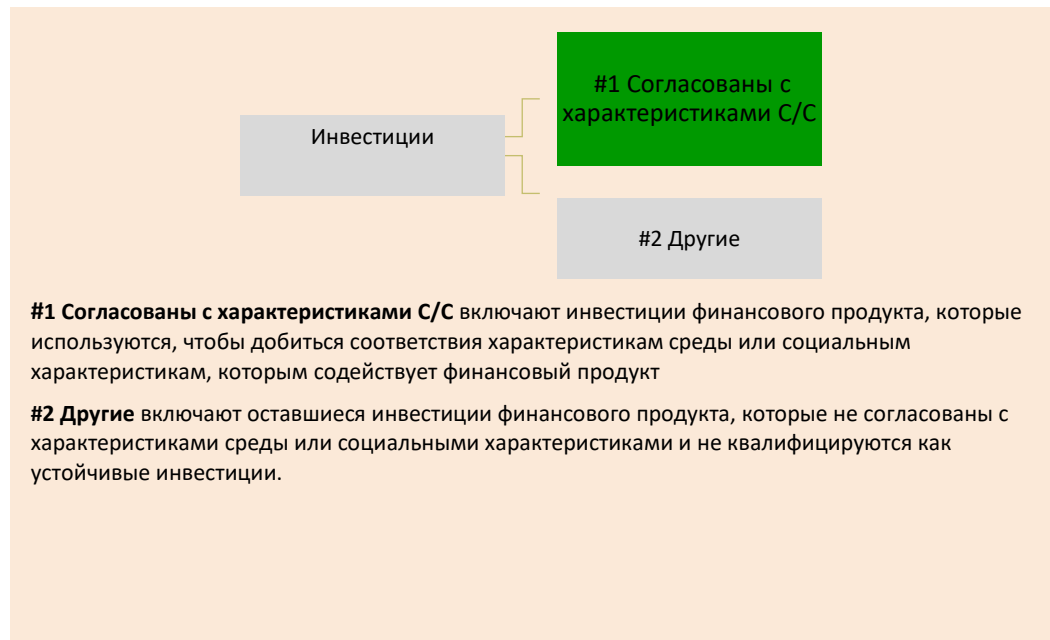 #1 Согласованы с
характеристиками С/С
Инвестиции
#2 Другие
#1 Согласованы с характеристиками С/С включают инвестиции финансового продукта, которые
используются, чтобы добиться соответствия характеристикам среды или социальным
характеристикам, которым содействует финансовый продукт
#2 Другие включают оставшиеся инвестиции финансового продукта, которые не согласованы с
характеристиками среды или социальными характеристиками и не квалифицируются как
устойчивые инвестиции.